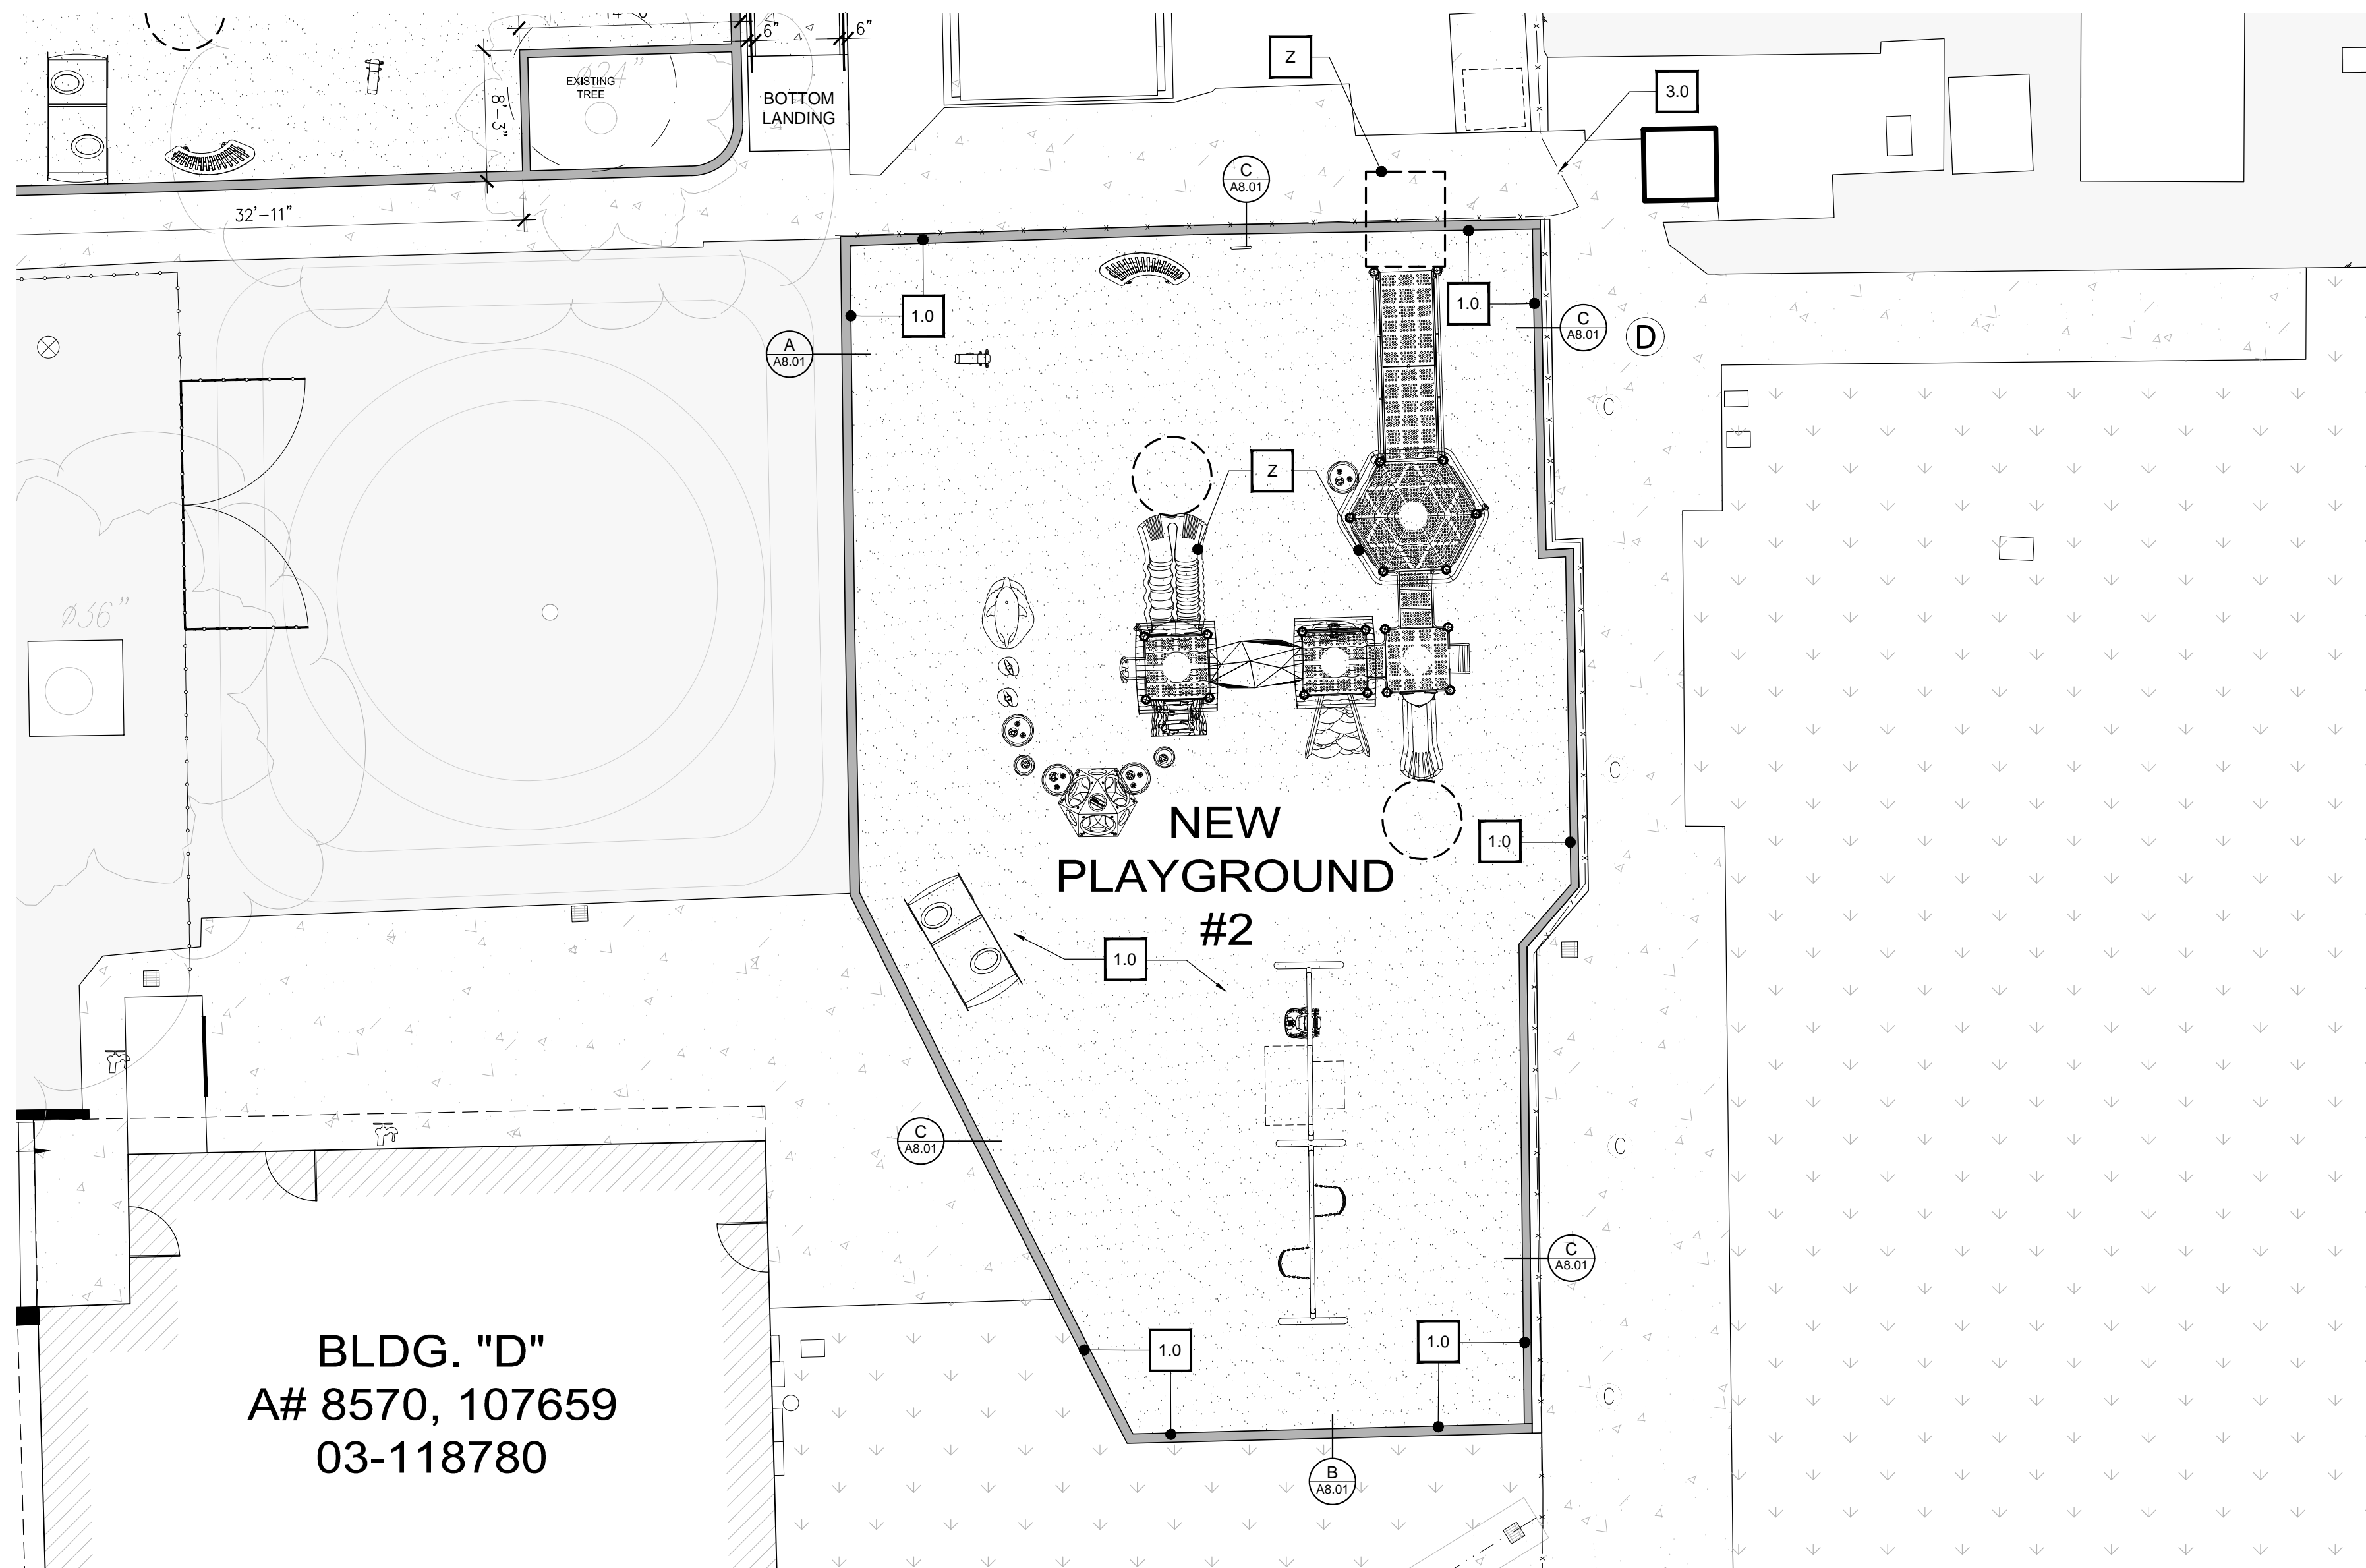 14'-0"
6"
6"
Z
ø24"
EXISTING
TREE
8'-3"
BOTTOM
LANDING
3.0
C
A8.01
32'-11"
1.0
1.0
A
A8.01
C
A8.01
D
C
Z
ø36"
C
NEW
PLAYGROUND
#2
1.0
1.0
C
A8.01
C
C
A8.01
BLDG. "D"
A# 8570, 107659
03-118780
1.0
1.0
C
B
A8.01